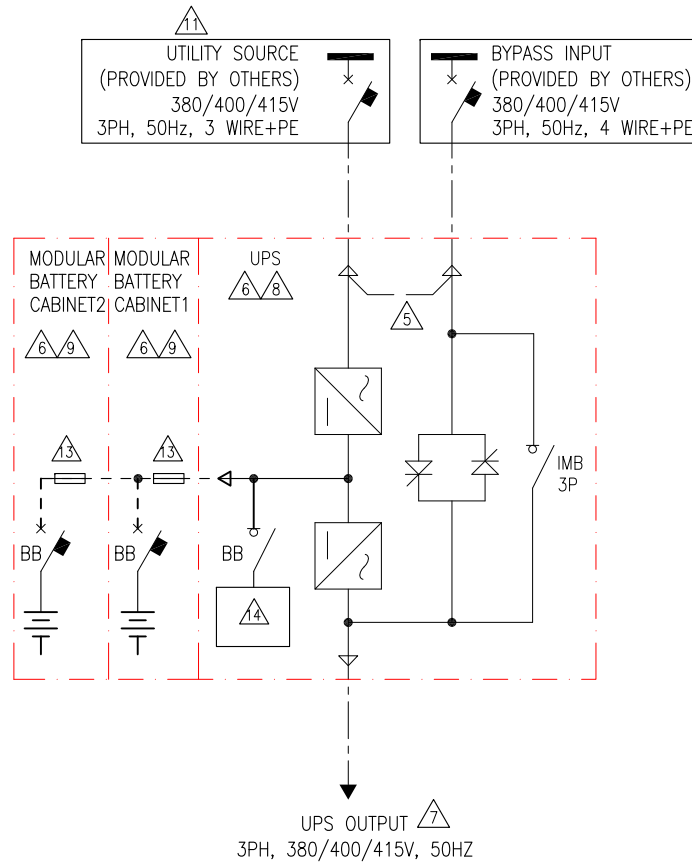 11
UTILITY SOURCE
(PROVIDED BY OTHERS)
380/400/415V
3PH, 50Hz, 3 WIRE+PE
BYPASS INPUT
(PROVIDED BY OTHERS)
380/400/415V
3PH, 50Hz, 4 WIRE+PE
MODULAR
BATTERY
CABINET2
6 9
MODULAR
BATTERY
CABINET1
6 9
UPS
6 8
5
13
13
IMB
3P
BB
BB
BB
14
UPS OUTPUT 7
3PH, 380/400/415V, 50HZ